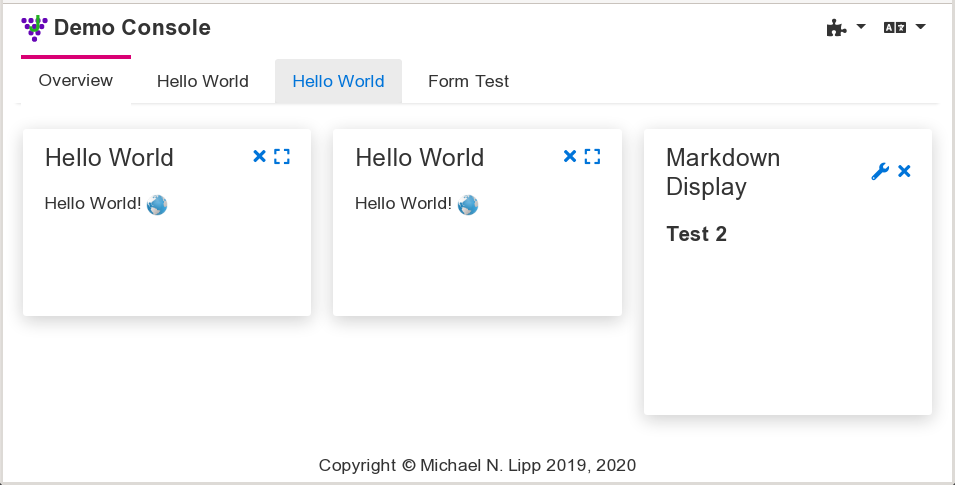 Demo Console
Overview Hello World Hello World Form Test
Hello World
Hello World!
Hello World
Hello World!
Markdown
Display
Test 2
Copyright © Michael N. Lipp 2019, 2020